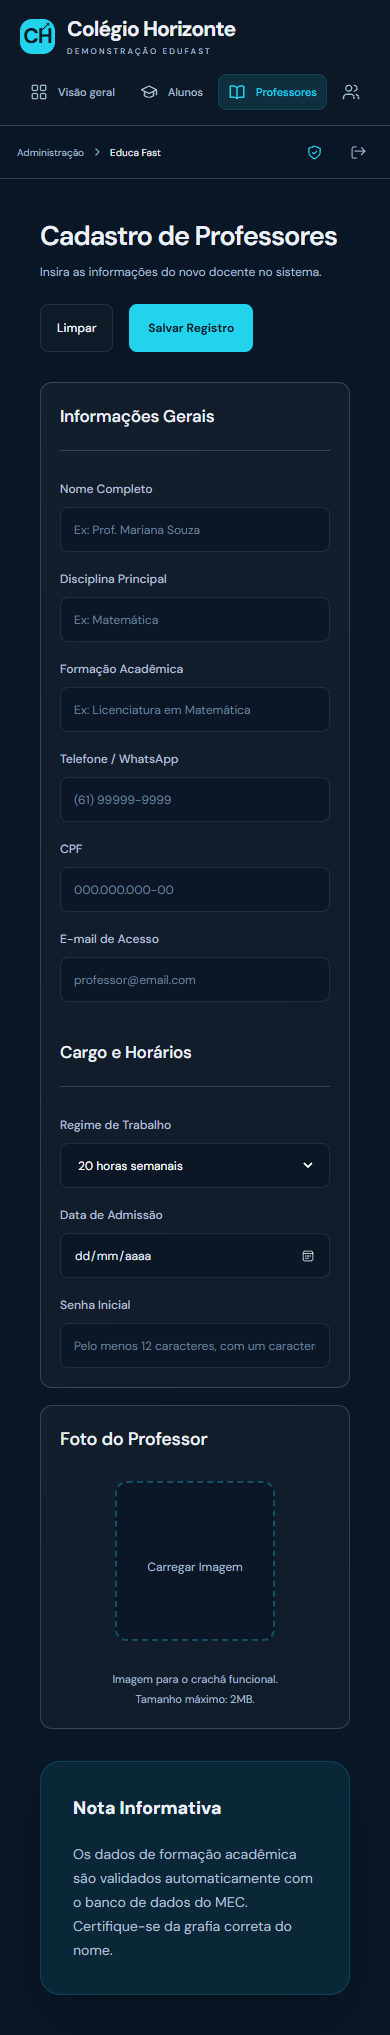 CH
Colégio Horizonte
DEMONSTRAÇÃO EDUFAST
Visão geral
Alunos
Professores
Administração
Educa Fast
Cadastro de Professores
Insira as informações do novo docente no sistema.
Limpar
Salvar Registro
Informações Gerais
Nome Completo
Ex: Prof. Mariana Souza
Disciplina Principal
Ex: Matemática
Formação Acadêmica
Ex: Licenciatura em Matemática
Telefone / WhatsApp
(61) 99999-9999
CPF
000.000.000-00
E-mail de Acesso
professor@email.com
Cargo e Horários
Regime de Trabalho
20 horas semanais
Data de Admissão
dd/mm/aaaa
Senha Inicial
Pelo menos 12 caracteres, com um caracter
Foto do Professor
Carregar Imagem
Imagem para o crachá funcional.
Tamanho máximo: 2MB.
Nota Informativa
Os dados de formação acadêmica
são validados automaticamente com
o banco de dados do MEC.
Certifique-se da grafia correta do
nome.